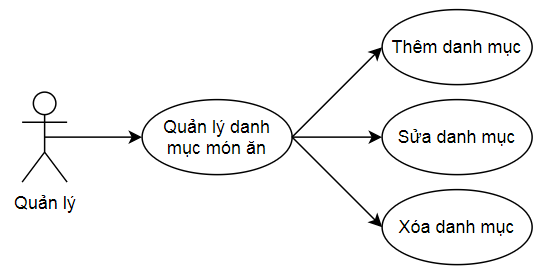 Thêm danh mục
Quản lý danh
mục món ăn
Sửa danh mục
Quản lý
Xóa danh mục